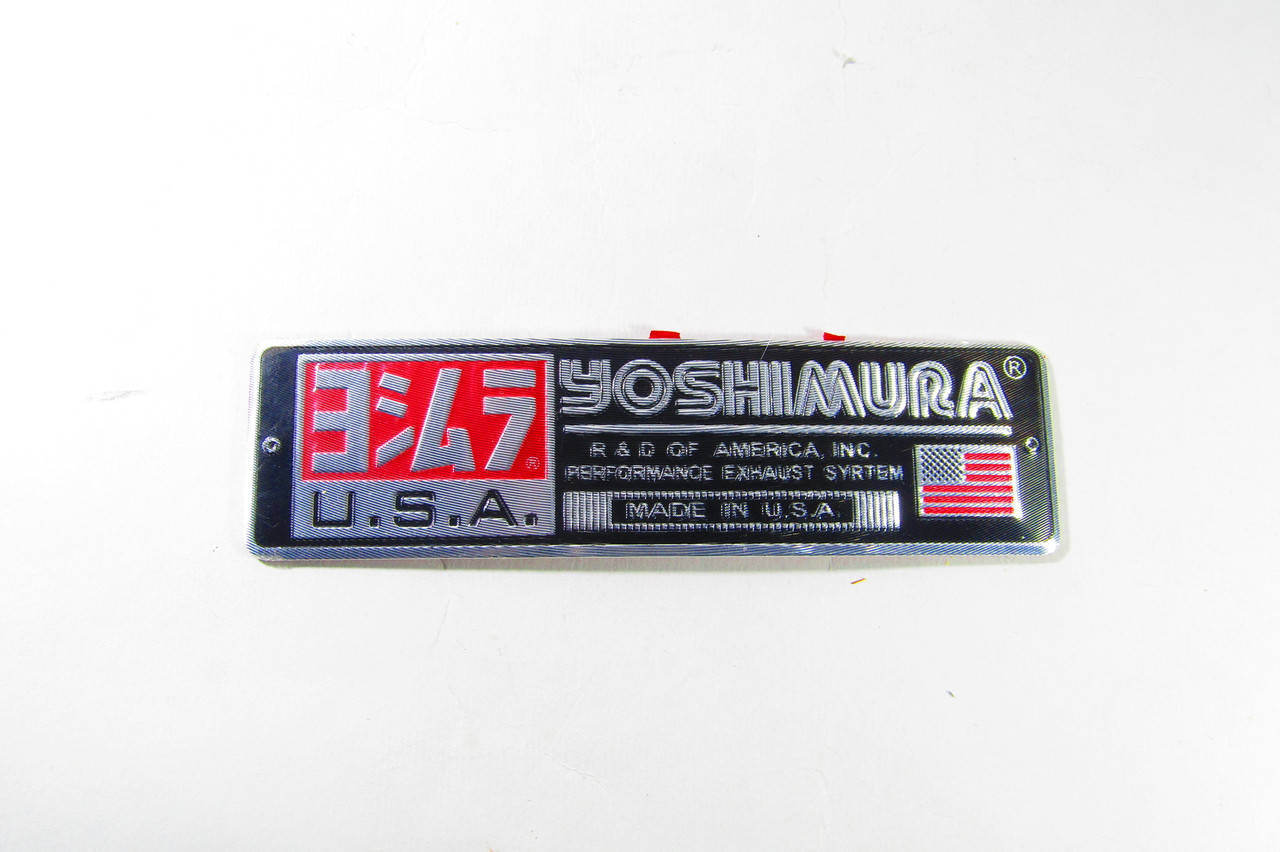 ヨシムラ®
U.S.A.
YOSHIMURA®
R & D OF AMERICA, INC.
PERFORMANCE EXHAUST SYRTEM
MADE IN U.S.A.